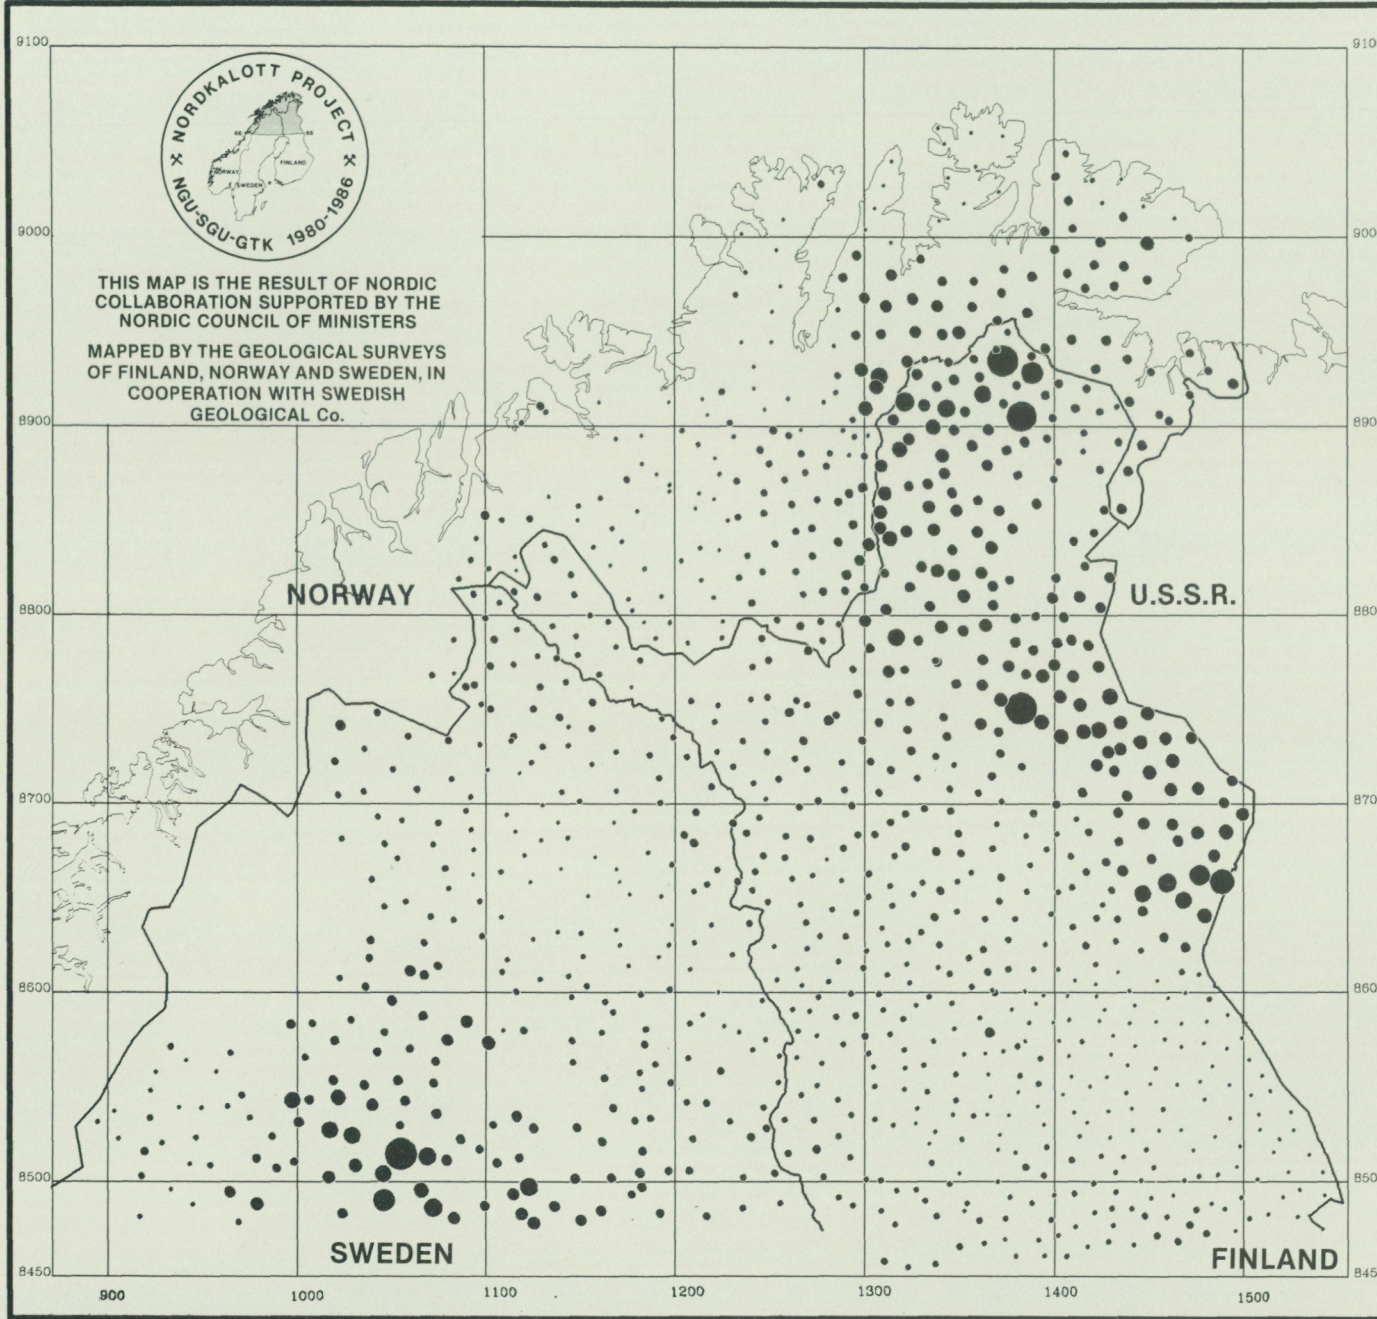 9100
910
NORDKALOTT PROJECT
66
66
FINLAND
NORWAY
SWEDEN
NGU-SGU-GTK 1980-1986
9000
900
THIS MAP IS THE RESULT OF NORDIC
COLLABORATION SUPPORTED BY THE
NORDIC COUNCIL OF MINISTERS
MAPPED BY THE GEOLOGICAL SURVEYS
OF FINLAND, NORWAY AND SWEDEN, IN
COOPERATION WITH SWEDISH
GEOLOGICAL Co.
8900
890
NORWAY
U.S.S.R.
8800
880
8700
870
8600
860
8500
850
SWEDEN
FINLAND
8450
845
900
1000
1100
1200
1300
1400
1500